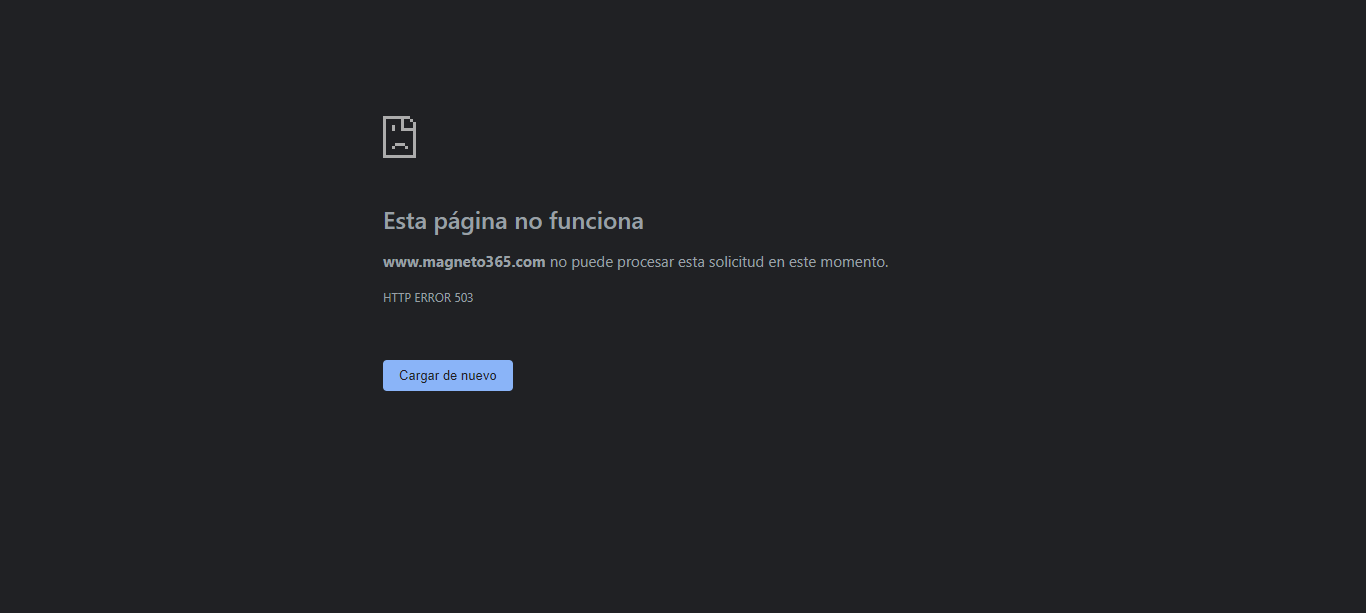 Esta página no funciona
www.magneto365.com no puede procesar esta solicitud en este momento.
HTTP ERROR 503
Cargar de nuevo